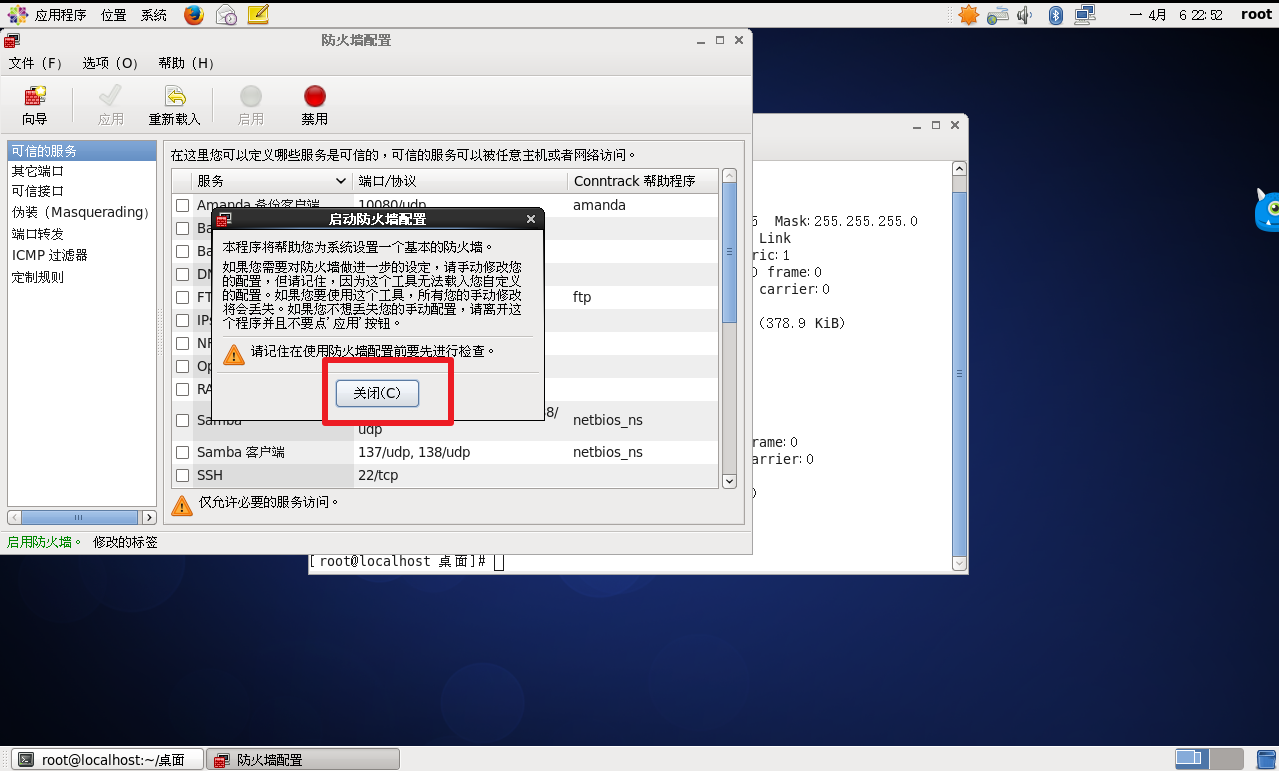 应用程序 位置 系统
一 4月 6 22:52 root
防火墙配置
文件（F） 选项（O） 帮助（H）
向导 应用 重新载入 启用 禁用
可信的服务
其它端口
可信接口
伪装（Masquerading）
端口转发
ICMP 过滤器
定制规则
在这里您可以定义哪些服务是可信的，可信的服务可以被任意主机或者网络访问。
服务 端口/协议 Conntrack 帮助程序
Amanda 备份客户端 10080/udp amanda
Ba
Ba
DN
FT ftp
IPS
NF
Op
RA
Samba 8/
udp netbios_ns
Samba 客户端 137/udp, 138/udp netbios_ns
SSH 22/tcp
仅允许必要的服务访问。
启用防火墙。 修改的标签
启动防火墙配置
本程序将帮助您为系统设置一个基本的防火墙。
如果您需要对防火墙做进一步的设定，请手动修改您
的配置，但请记住，因为这个工具无法载入您自定义
的配置。如果您要使用这个工具，所有您的手动修改
将会丢失。如果您不想丢失您的手动配置，请离开这
个程序并且不要点'应用'按钮。
请记住在使用防火墙配置前要先进行检查。
关闭(C)
5 Mask:255.255.255.0
Link
ric:1
0 frame:0
carrier:0
(378.9 KiB)
rame:0
arrier:0
)
[root@localhost 桌面]#
root@localhost:~/桌面 防火墙配置